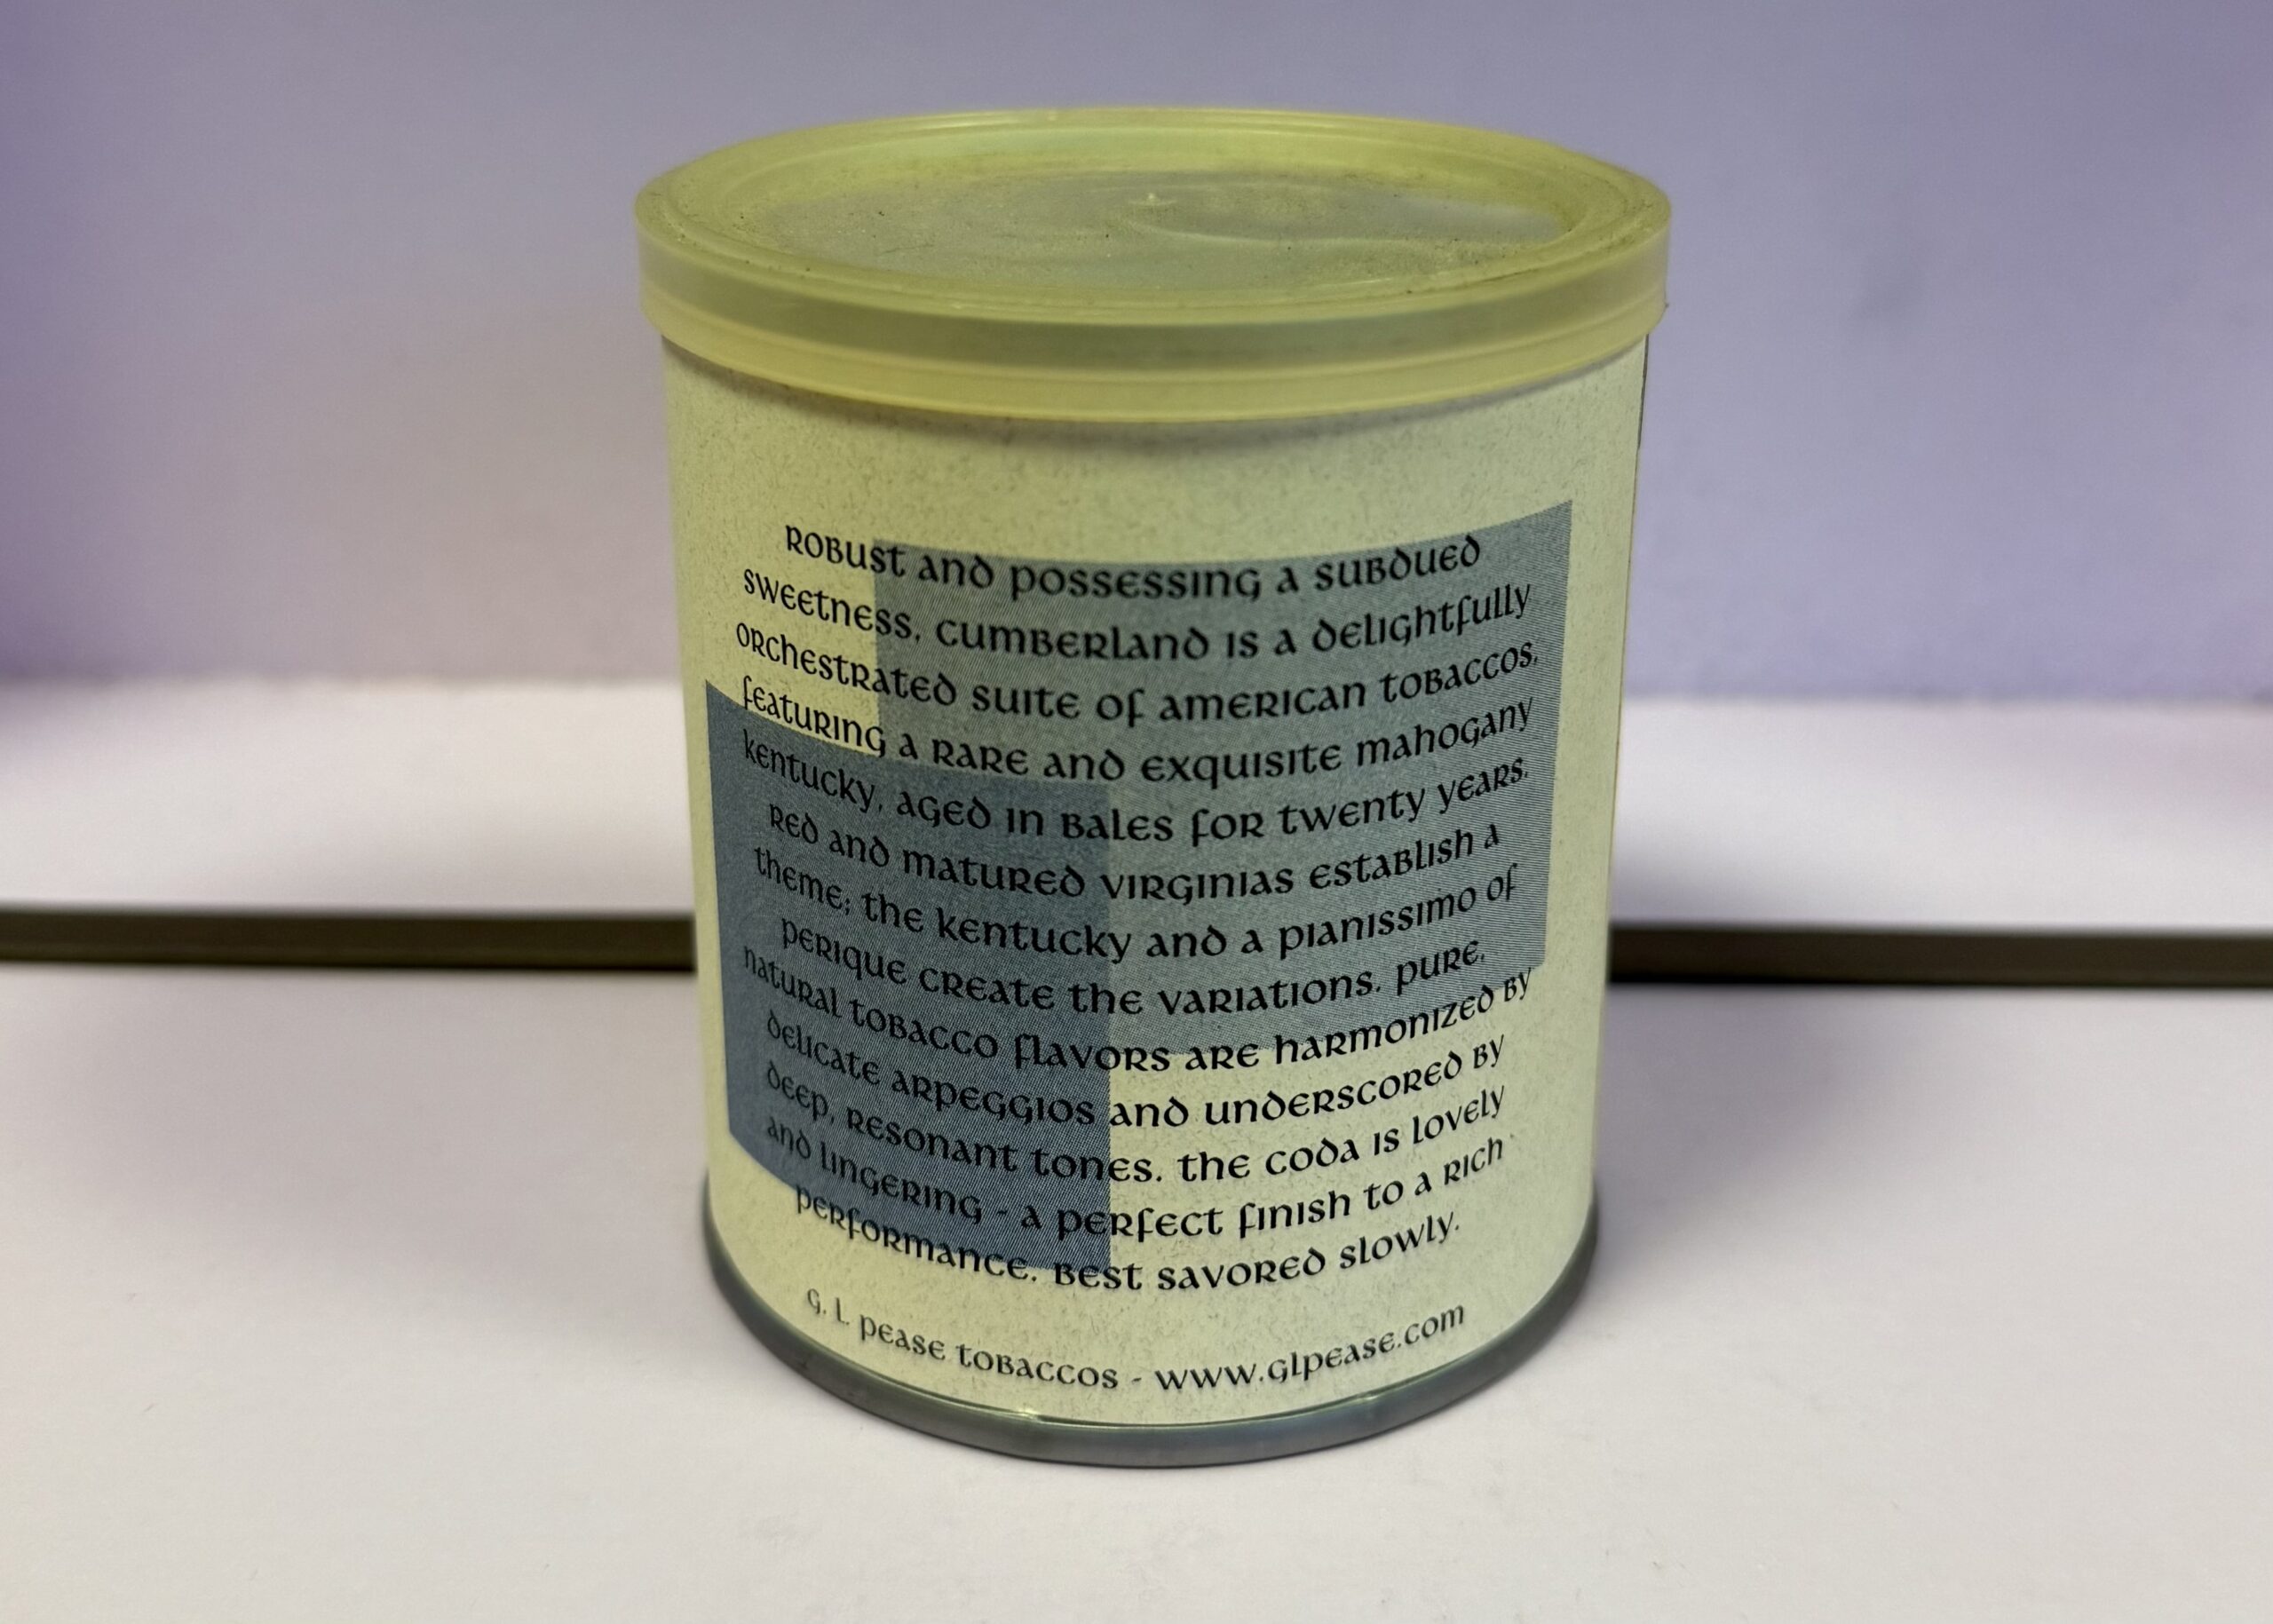 Robust and possessing a subdued
sweetness, Cumberland is a delightfully
orchestrated suite of American tobaccos,
featuring a rare and exquisite mahogany
Kentucky, aged in bales for twenty years.
Red and matured Virginias establish a
theme; the Kentucky and a pianissimo of
perique create the variations. Pure,
natural tobacco flavors are harmonized by
delicate arpeggios and underscored by
deep, resonant tones. The coda is lovely
and lingering - a perfect finish to a rich
performance. Best savored slowly.
G. L. Pease Tobaccos - www.glpease.com